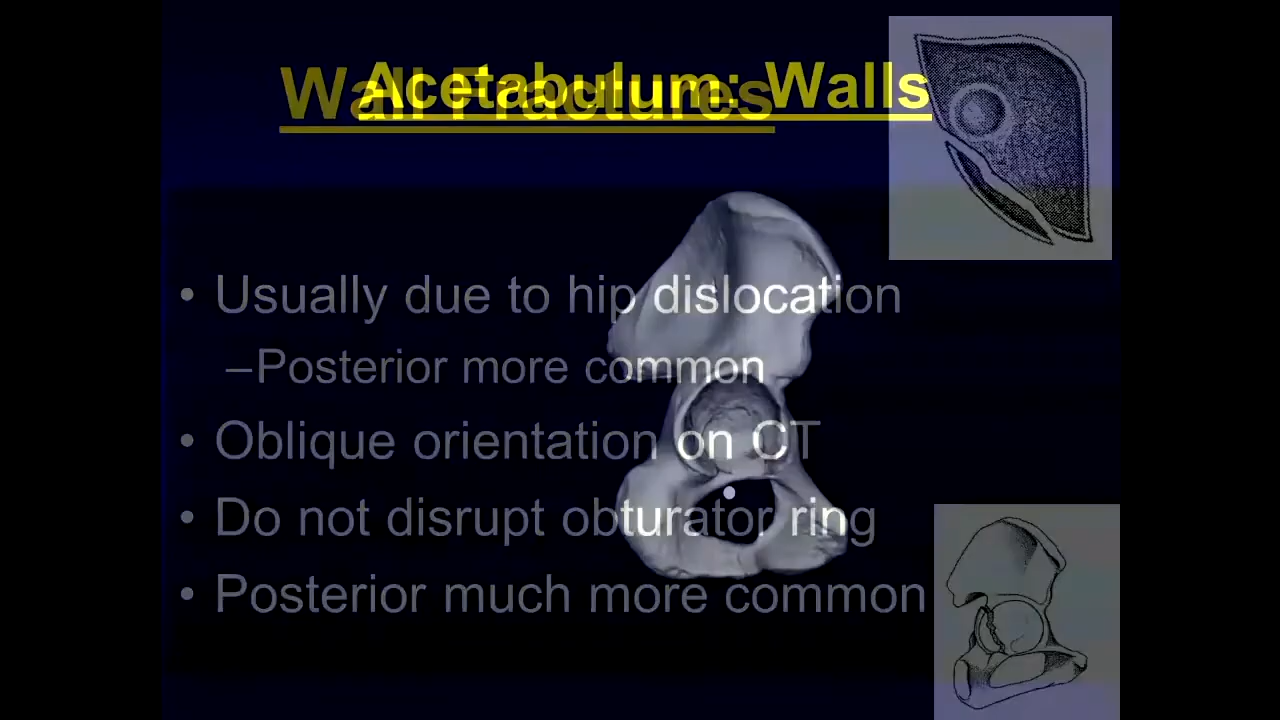 Acetabulum: Walls
Wall Fractures
• Usually due to hip dislocation
–Posterior more common
• Oblique orientation on CT
• Do not disrupt obturator ring
• Posterior much more common